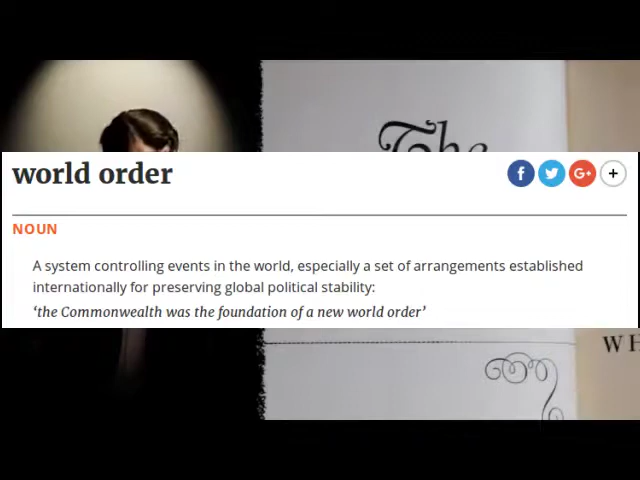 The
world order
NOUN
A system controlling events in the world, especially a set of arrangements established
internationally for preserving global political stability:
‘the Commonwealth was the foundation of a new world order’
WH